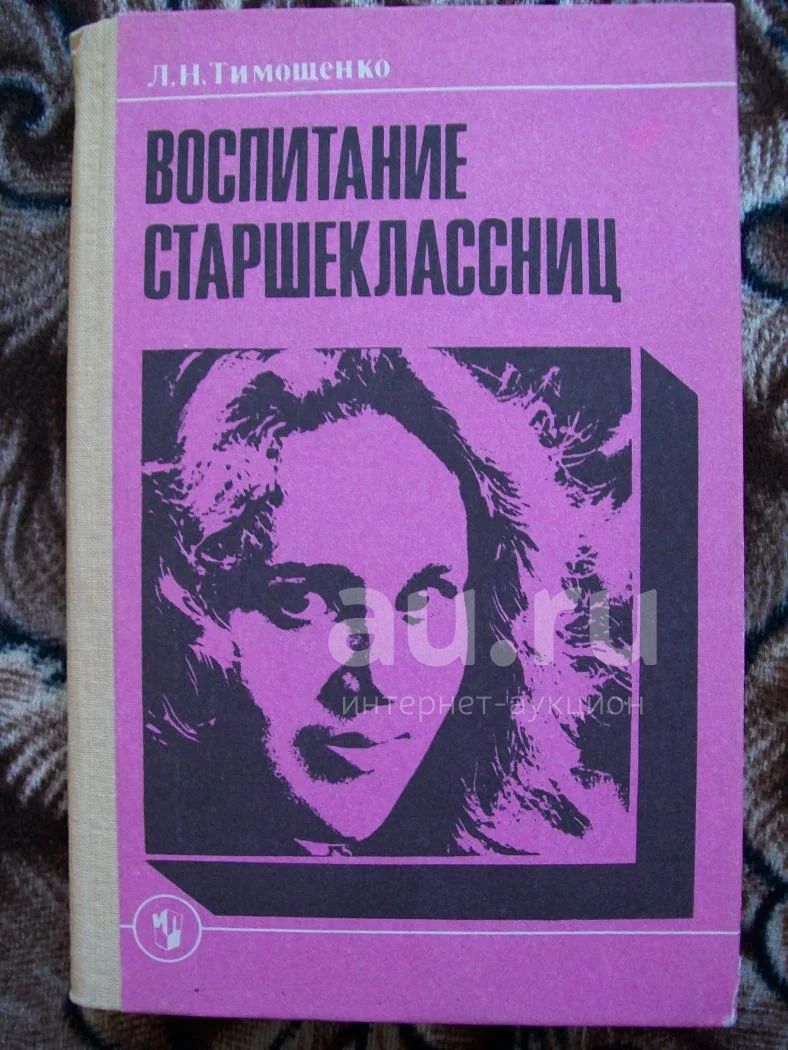 Л.Н.Тимощенко
ВОСПИТАНИЕ
СТАРШЕКЛАССНИЦ
au.ru
интернет-аукцион